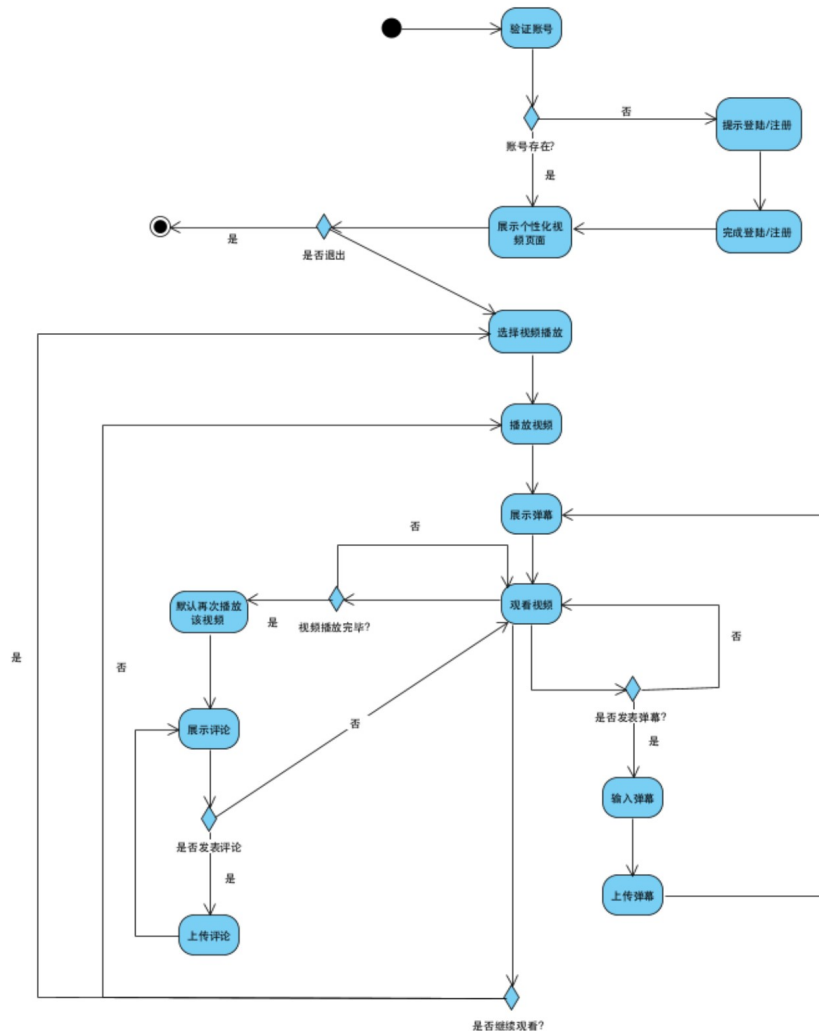 验证账号
否
提示登陆/注册
账号存在?
是
展示个性化视
频页面
完成登陆/注册
是
是否退出
选择视频播放
播放视频
展示弹幕
否
默认再次播放
该视频
观看视频
是
视频播放完毕?
否
是
否
否
是否发表弹幕?
展示评论
是
输入弹幕
是否发表评论
是
上传弹幕
上传评论
是否继续观看?